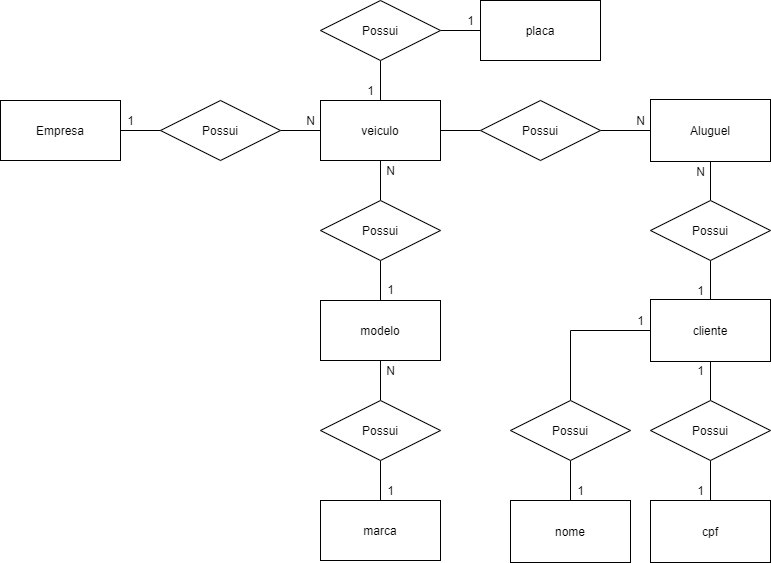 Possui
1
placa
1
Empresa
1
Possui
N
veiculo
Possui
N
Aluguel
N
N
Possui
Possui
1
1
modelo
1
cliente
N
1
Possui
Possui
Possui
1
1
1
marca
nome
cpf